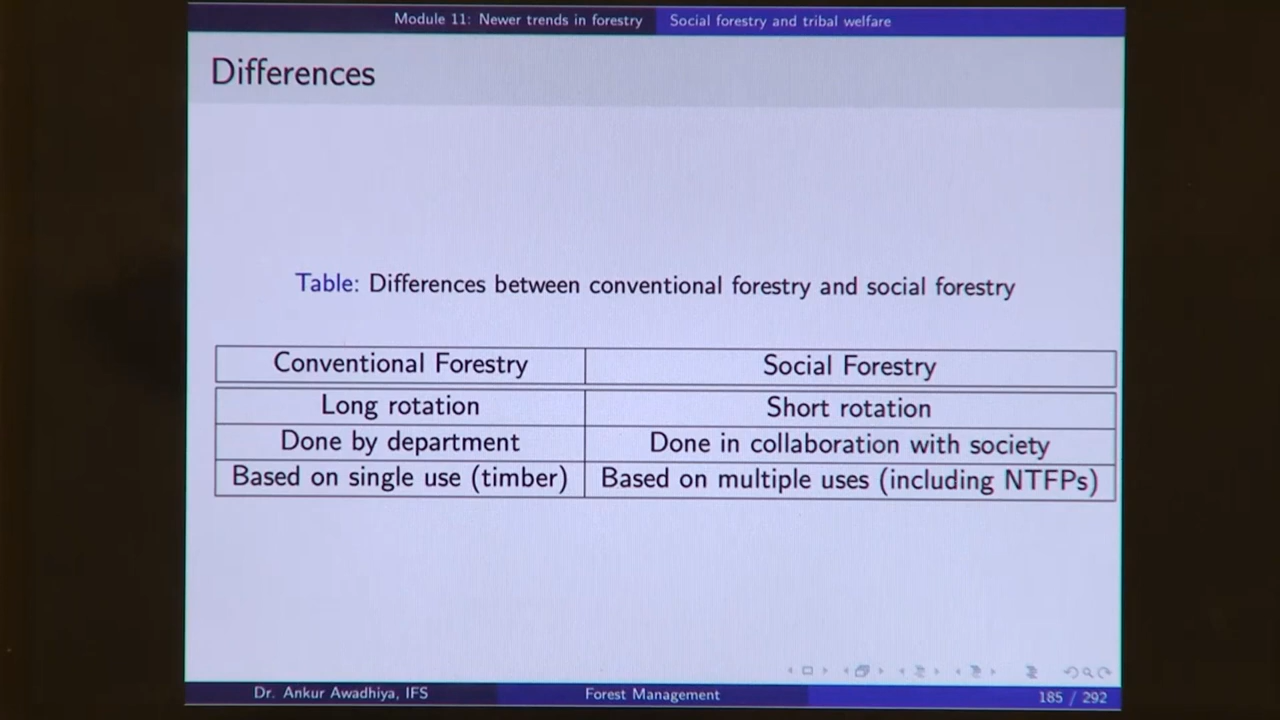 Module 11: Newer trends in forestry Social forestry and tribal welfare
Differences
Table: Differences between conventional forestry and social forestry
Conventional Forestry Social Forestry
Long rotation Short rotation
Done by department Done in collaboration with society
Based on single use (timber) Based on multiple uses (including NTFPs)
Dr. Ankur Awadhiya, IFS Forest Management 185 / 292